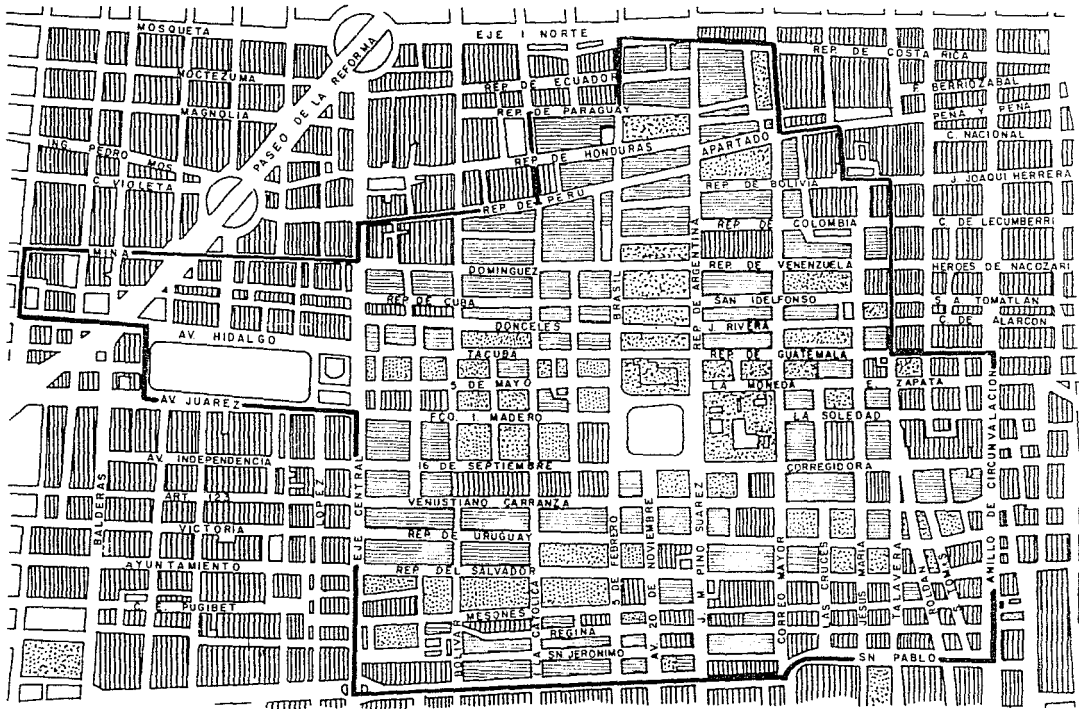 MOSQUETA
EJE I NORTE
PASEO DE LA REFORMA
REP. DE COSTA RICA
MOCTEZUMA
REP. DE ECUADOR
F. BERRIOZABAL
MAGNOLIA
REP. DE PARAGUAY
PEÑA Y PEÑA
C. NACIONAL
ING. PEDRO MOS.
REP. DE HONDURAS
APARTADO
C. VIOLETA
REP. DE BOLIVIA
J. JOAQUI HERRERA
REP. DE PERU
REP. DE COLOMBIA
C. DE LECUMBERRI
MINA
DOMINGUEZ
REP. DE VENENZUELA
HEROES DE NACOZARI
REP. DE CUBA
BRASIL
REP. DE ARGENTINA
SAN IDELFONSO
S. A. TOMATLAN
AV. HIDALGO
DONCELES
J. RIVERA
C. DE ALARCON
TACUBA
REP. DE GUATEMALA
5 DE MAYO
LA MONEDA
E. ZAPATA
AV. JUAREZ
FCO. I. MADERO
LA SOLEDAD
AV. INDEPENDENCIA
16 DE SEPTIEMBRE
CORREGIDORA
ANILLO DE CIRCUNVALACION
BALDERAS
ART. 123
LOPEZ
EJE CENTRAL
VENUSTIANO CARRANZA
VICTORIA
REP. DE URUGUAY
5 DE FEBRERO
AV. 20 DE NOVIEMBRE
J. M. PINO SUAREZ
CORREO MAYOR
LAS CRUCES
JESUS MARIA
TALAVERA
ROLDAN
S. TOMAS
AYUNTAMIENTO
REP. DEL SALVADOR
C. E. PUGIBET
BOLIVAR
MESONES
LA CATOLICA
REGINA
SN JERONIMO
SN PABLO